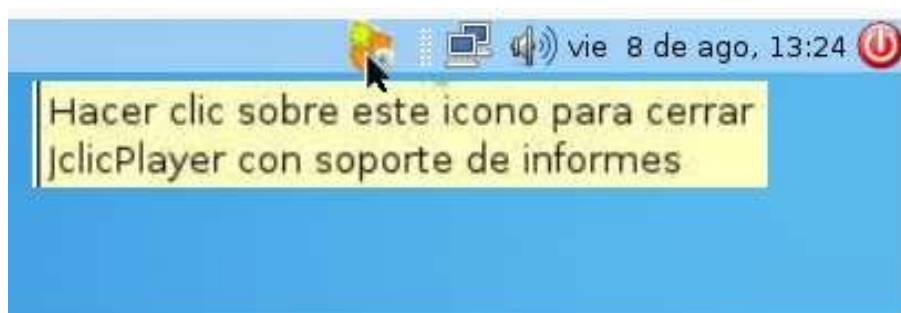 vie 8 de ago, 13:24
Hacer clic sobre este icono para cerrar
JclicPlayer con soporte de informes